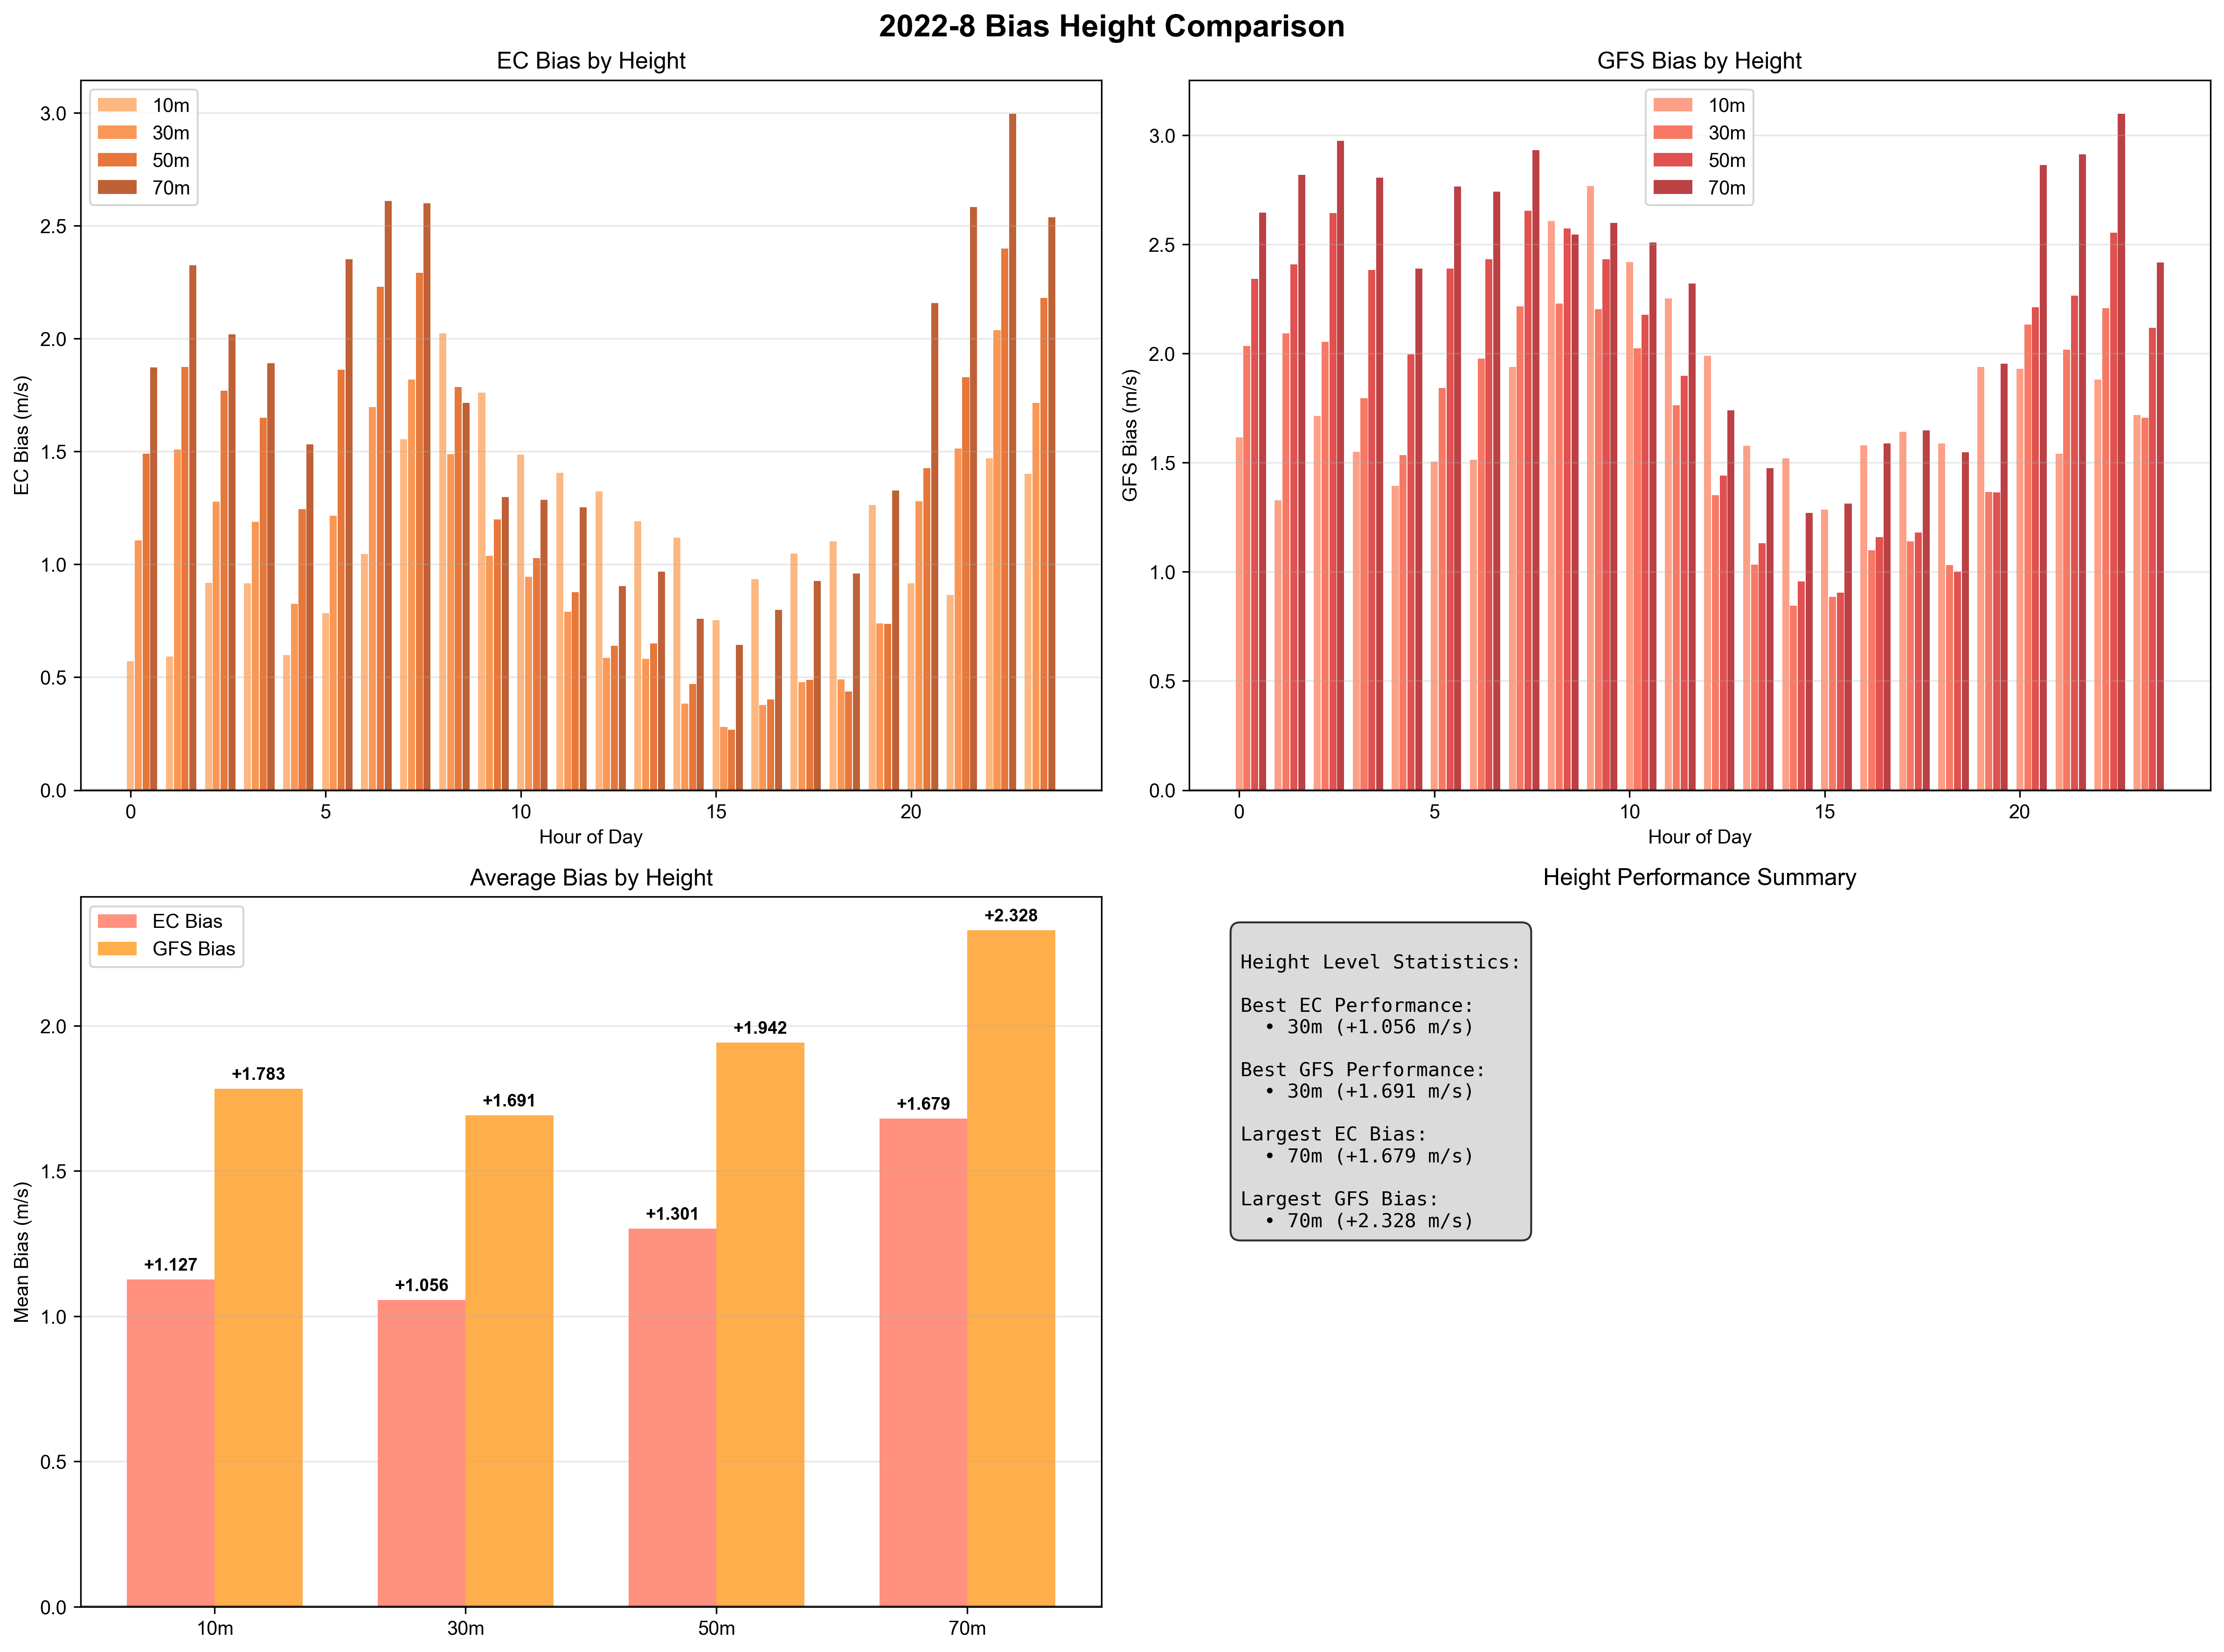 2022-8 Bias Height Comparison
EC Bias by Height
10m
30m
50m
70m
3.0
2.5
2.0
1.5
1.0
0.5
0.0
EC Bias (m/s)
0 5 10 15 20
Hour of Day
GFS Bias by Height
10m
30m
50m
70m
3.0
2.5
2.0
1.5
1.0
0.5
0.0
GFS Bias (m/s)
0 5 10 15 20
Hour of Day
Average Bias by Height
EC Bias
GFS Bias
2.0
1.5
1.0
0.5
0.0
Mean Bias (m/s)
+1.127
+1.783
+1.056
+1.691
+1.301
+1.942
+1.679
+2.328
10m 30m 50m 70m
Height Performance Summary
Height Level Statistics:
Best EC Performance:
• 30m (+1.056 m/s)
Best GFS Performance:
• 30m (+1.691 m/s)
Largest EC Bias:
• 70m (+1.679 m/s)
Largest GFS Bias:
• 70m (+2.328 m/s)